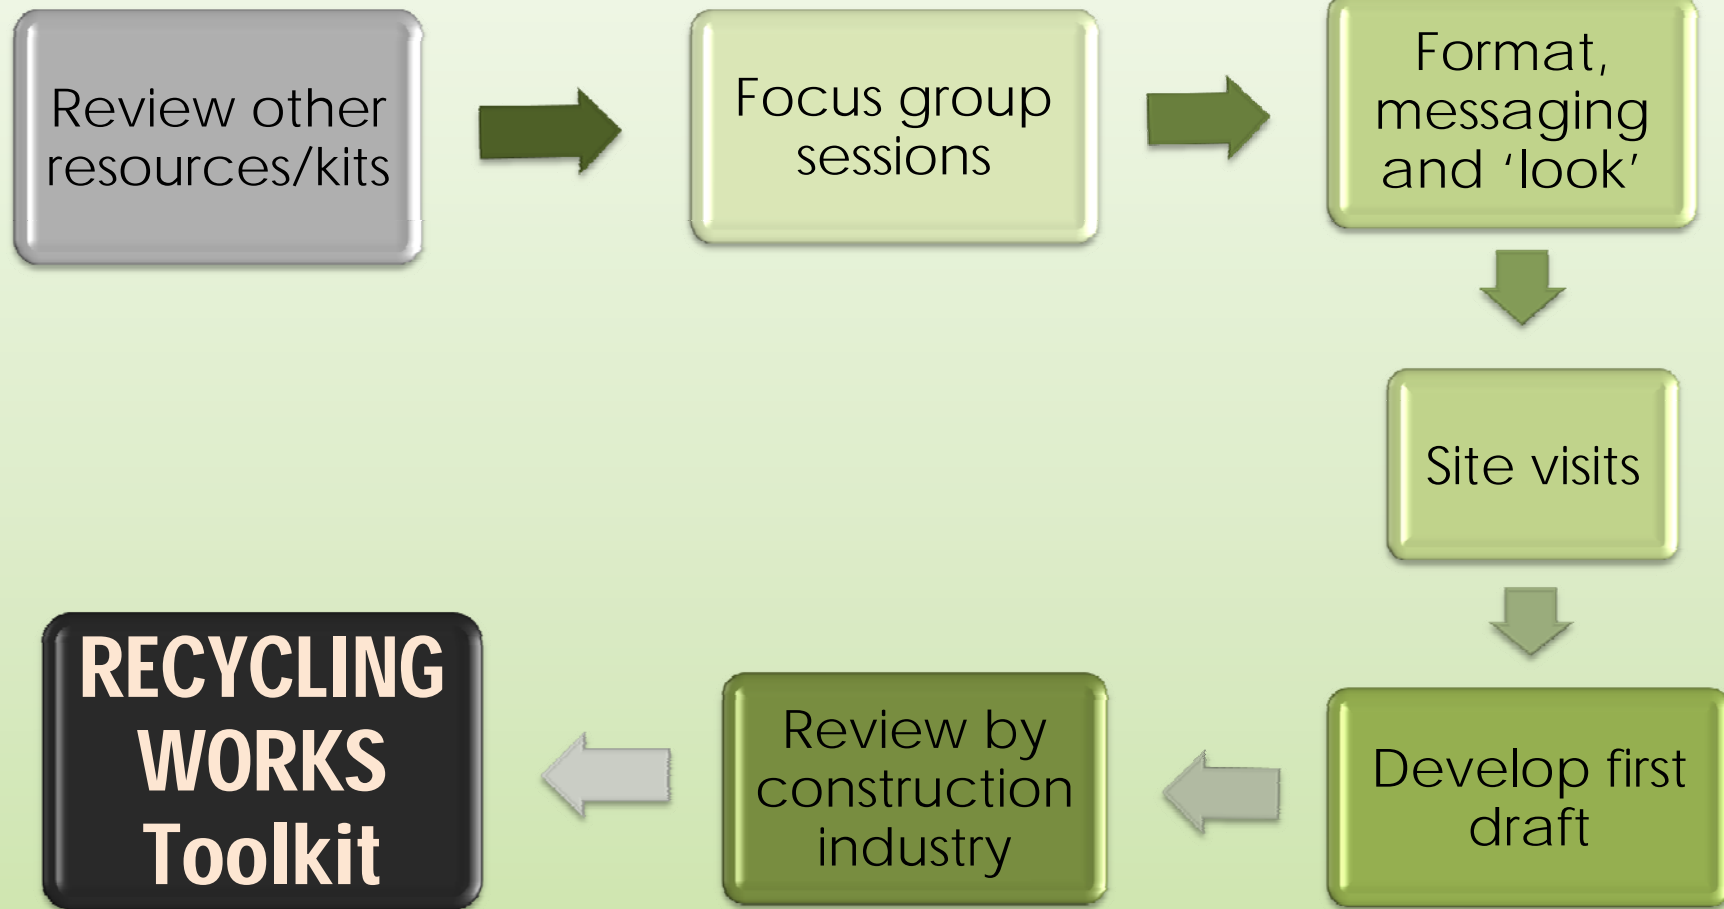 Review other
resources/kits
Focus group
sessions
Format,
messaging
and ‘look’
Site visits
Develop first
draft
Review by
construction
industry
RECYCLING
WORKS
Toolkit